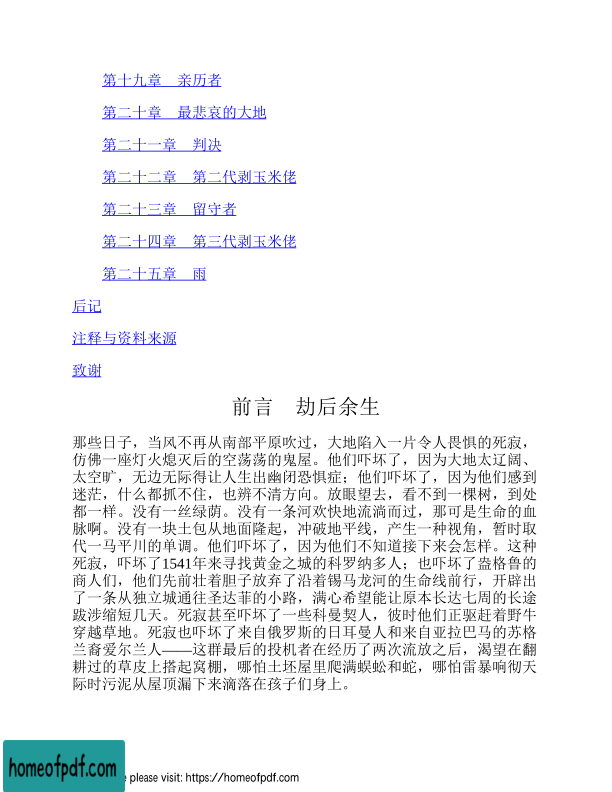 第十九章　亲历者
第二十章　最悲哀的大地
第二十一章　判决
第二十二章　第二代剥玉米佬
第二十三章　留守者
第二十四章　第三代剥玉米佬
第二十五章　雨
后记
注释与资料来源
致谢
前言　劫后余生
那些日子，当风不再从南部平原吹过，大地陷入一片令人畏惧的死寂，
仿佛一座灯火熄灭后的空荡荡的鬼屋。他们吓坏了，因为大地太辽阔、
太空旷，无边无际得让人生出幽闭恐惧症；他们吓坏了，因为他们感到
迷茫，什么都抓不住，也辨不清方向。放眼望去，看不到一棵树，到处
都一样。没有一丝绿荫。没有一条河欢快地流淌而过，那可是生命的血
脉啊。没有一块土包从地面隆起，冲破地平线，产生一种视角，暂时取
代一马平川的单调。他们吓坏了，因为他们不知道接下来会怎样。这种
死寂，吓坏了1541年来寻找黄金之城的科罗纳多人；也吓坏了盎格鲁的
商人们，他们先前壮着胆子放弃了沿着锡马龙河的生命线前行，开辟出
了一条从独立城通往圣达菲的小路，满心希望能让原本长达七周的长途
跋涉缩短几天。死寂甚至吓坏了一些科曼契人，彼时他们正驱赶着野牛
穿越草地。死寂也吓坏了来自俄罗斯的日耳曼人和来自亚拉巴马的苏格
兰裔爱尔兰人——这群最后的投机者在经历了两次流放之后，渴望在翻
耕过的草皮上搭起窝棚，哪怕土坯屋里爬满蜈蚣和蛇，哪怕雷暴响彻天
际时污泥从屋顶漏下来滴落在孩子们身上。
homeofpdf.com
please visit: https://homeofpdf.com